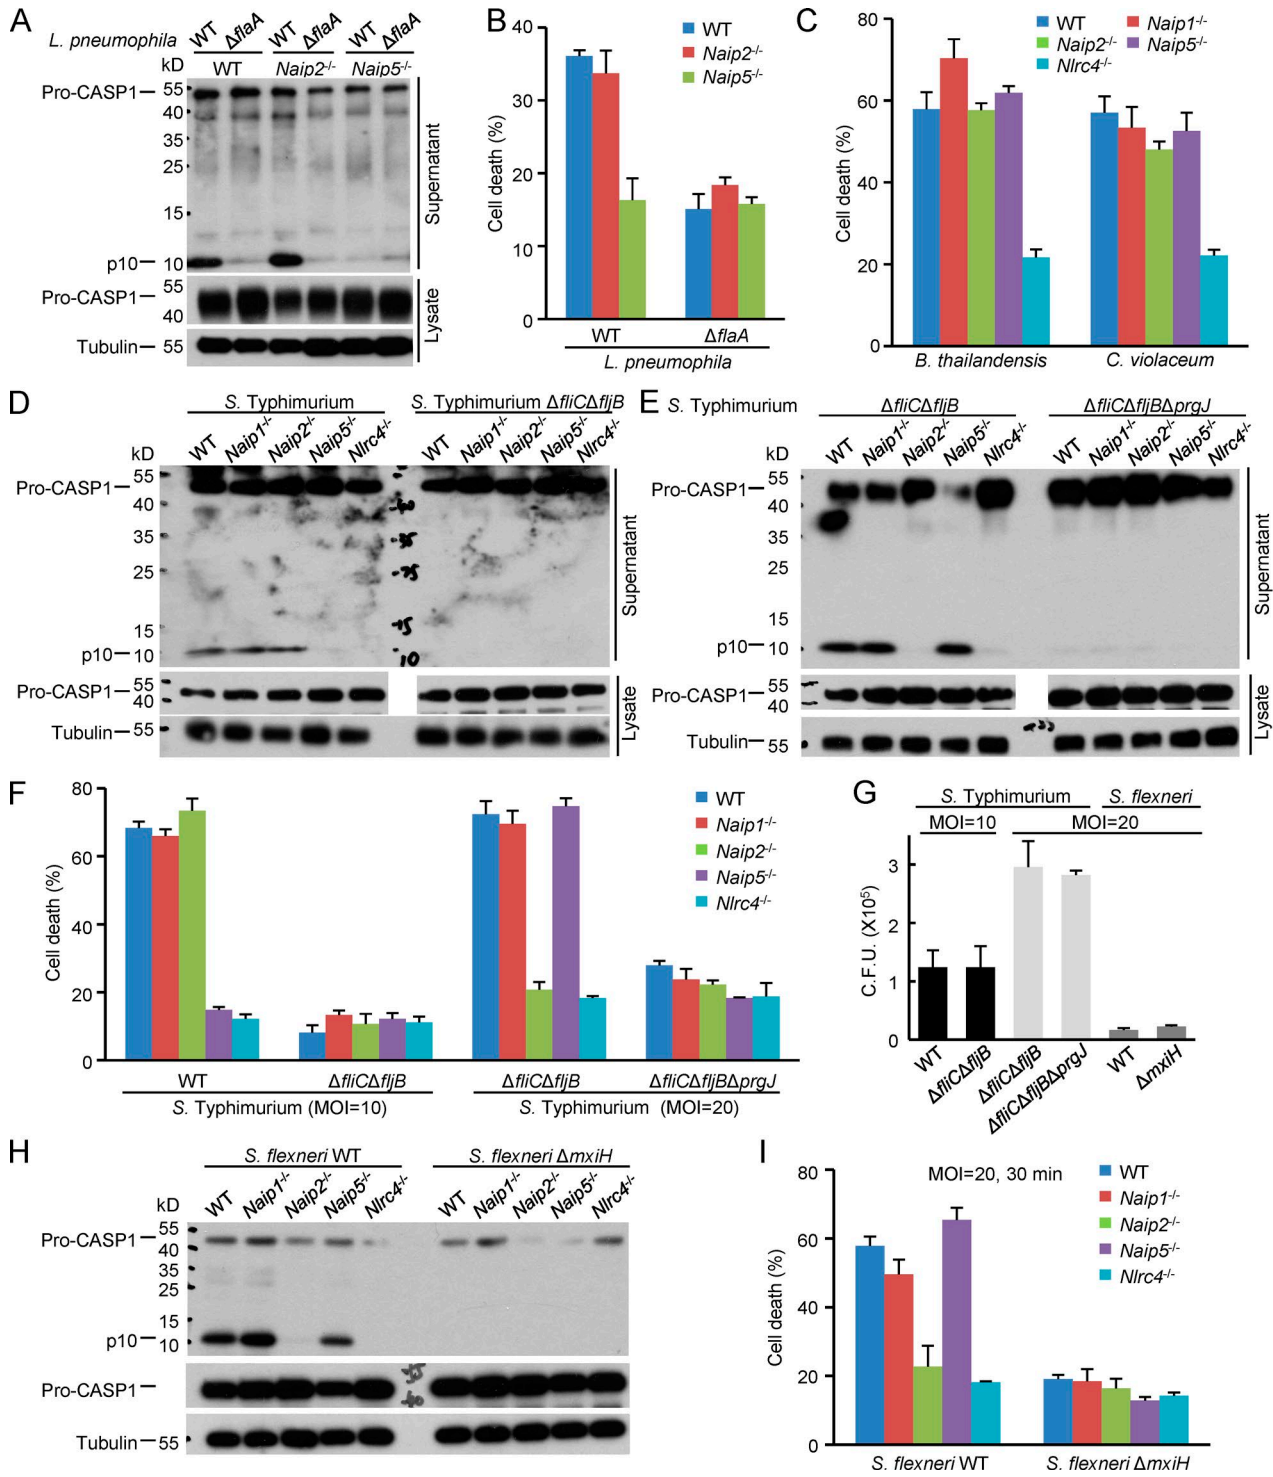 A
L. pneumophila WT ΔflaA WT ΔflaA WT ΔflaA
kD WT Naip2-/- Naip5-/-
Pro-CASP1 55
40
35
25
15
p10 10
Supernatant
Pro-CASP1 55
40
Tubulin 55
Lysate
B
40
30
20
10
0
Cell death (%)
WT
Naip2-/-
Naip5-/-
WT ΔflaA
L. pneumophila
C
80
60
40
20
0
Cell death (%)
WT Naip1-/-
Naip2-/- Naip5-/-
Nlrc4-/-
B. thailandensis C. violaceum
D
S. Typhimurium S. Typhimurium ΔfliCΔfljB
kD WT Naip1-/- Naip2-/- Naip5-/- Nlrc4-/- WT Naip1-/- Naip2-/- Naip5-/- Nlrc4-/-
Pro-CASP1 55
40
35
25
15
p10 10
40
35
25
15
10
Supernatant
Pro-CASP1 55
40
Tubulin 55
Lysate
E
S. Typhimurium ΔfliCΔfljB ΔfliCΔfljBΔprgJ
kD WT Naip1-/- Naip2-/- Naip5-/- Nlrc4-/- WT Naip1-/- Naip2-/- Naip5-/- Nlrc4-/-
Pro-CASP1 55
40
35
25
15
p10 10
Supernatant
Pro-CASP1 55
40
Tubulin 55
Lysate
F
80
60
40
20
0
Cell death (%)
WT
Naip1-/-
Naip2-/-
Naip5-/-
Nlrc4-/-
WT ΔfliCΔfljB ΔfliCΔfljB ΔfliCΔfljBΔprgJ
S. Typhimurium (MOI=10) S. Typhimurium (MOI=20)
G
S. Typhimurium S. flexneri
MOI=10 MOI=20
3
2
1
0
C.F.U. (X10⁵)
WT ΔfliCΔfljB ΔfliCΔfljB ΔfliCΔfljBΔprgJ WT ΔmxiH
H
S. flexneri WT S. flexneri ΔmxiH
kD WT Naip1-/- Naip2-/- Naip5-/- Nlrc4-/- WT Naip1-/- Naip2-/- Naip5-/- Nlrc4-/-
Pro-CASP1 55
40
35
25
15
p10 10
Pro-CASP1
Tubulin 55
I
MOI=20, 30 min
80
60
40
20
0
Cell death (%)
WT
Naip1-/-
Naip2-/-
Naip5-/-
Nlrc4-/-
S. flexneri WT S. flexneri ΔmxiH